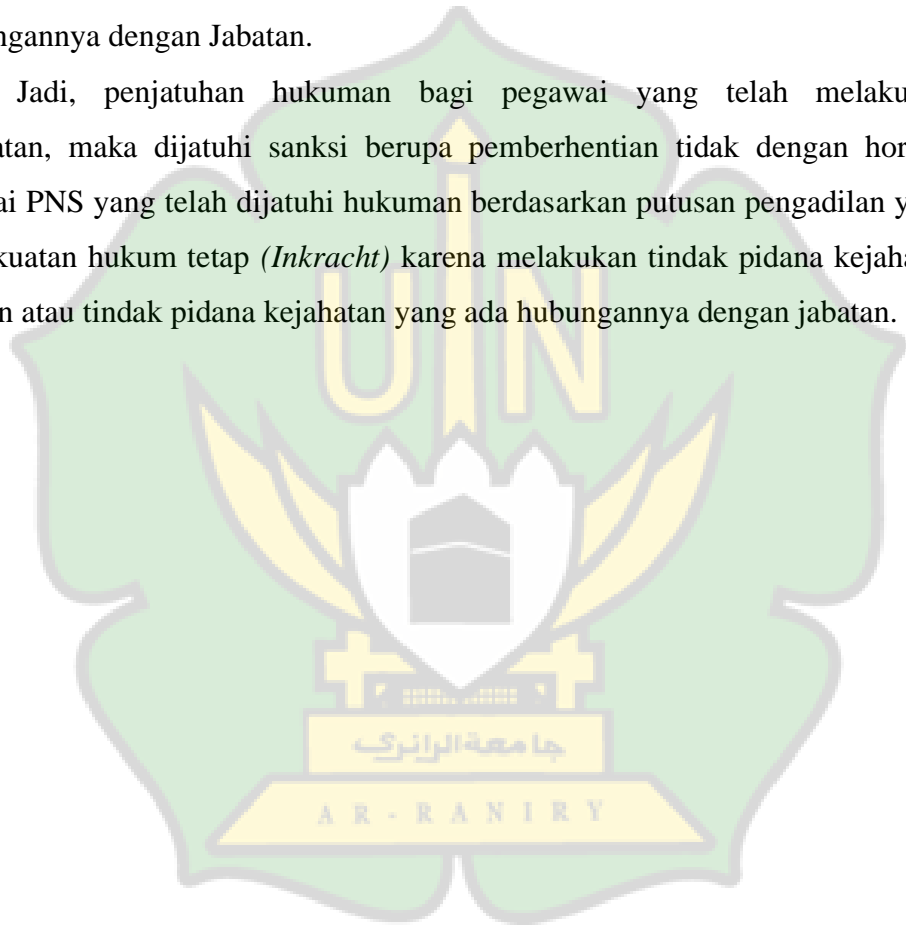 ngannya dengan Jabatan.
Jadi, penjatuhan hukuman bagi pegawai yang telah melaku
atan, maka dijatuhi sanksi berupa pemberhentian tidak dengan hor
ai PNS yang telah dijatuhi hukuman berdasarkan putusan pengadilan y
kuatan hukum tetap (Inkracht) karena melakukan tindak pidana kejaha
n atau tindak pidana kejahatan yang ada hubungannya dengan jabatan.
UIN
جامعةالرانري
AR-RANIRY